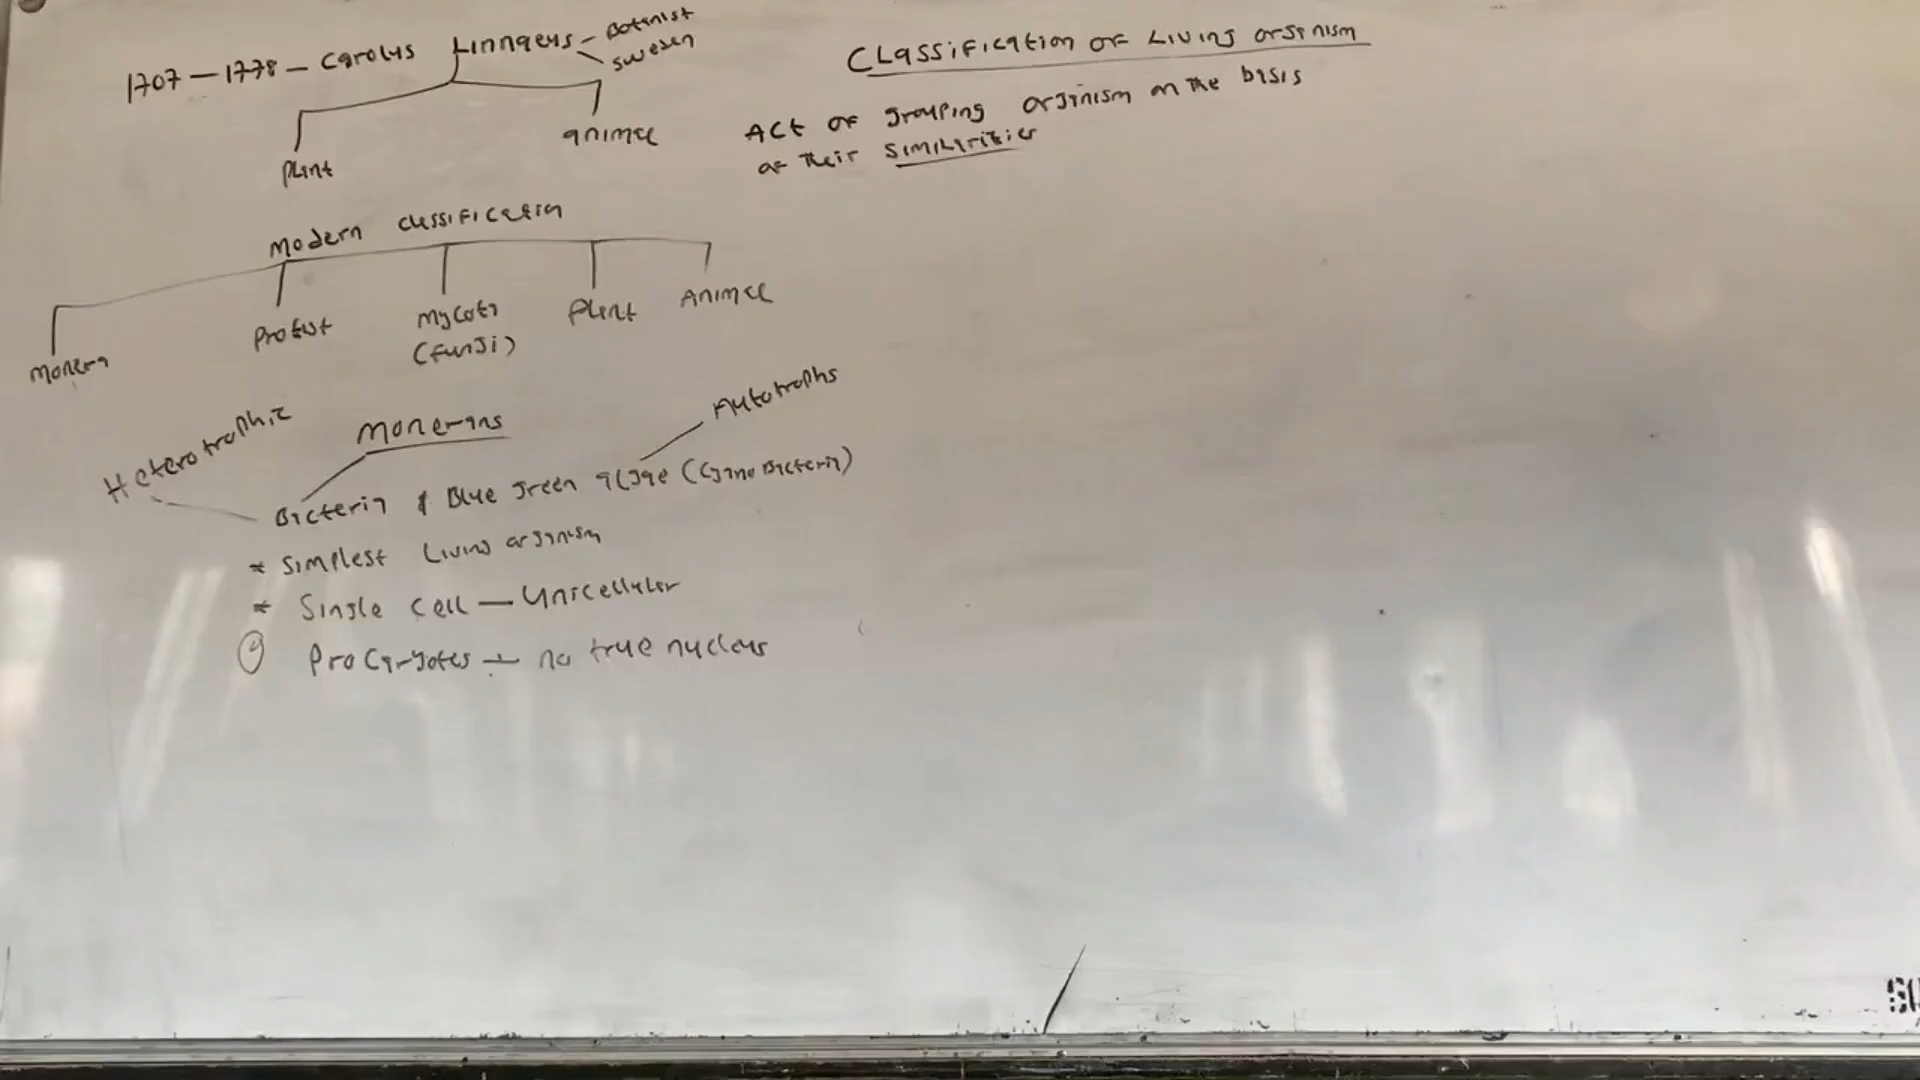 1707 - 1778 - Carolus Linnaeus - Botanist
Sweden
Plant
animal
Classification of Living organism
Act of grouping organism on the basis
of their similarities
Modern classification
Monera
Protist
Mycota
(Fungi)
Plant
Animal
Heterotrophic
Monerans
Autotrophs
Bacteria & Blue green algae (Cyano Bacteria)
* Simplest Living organism
* Single cell — Unicellular
Procaryotes — no true nucleus